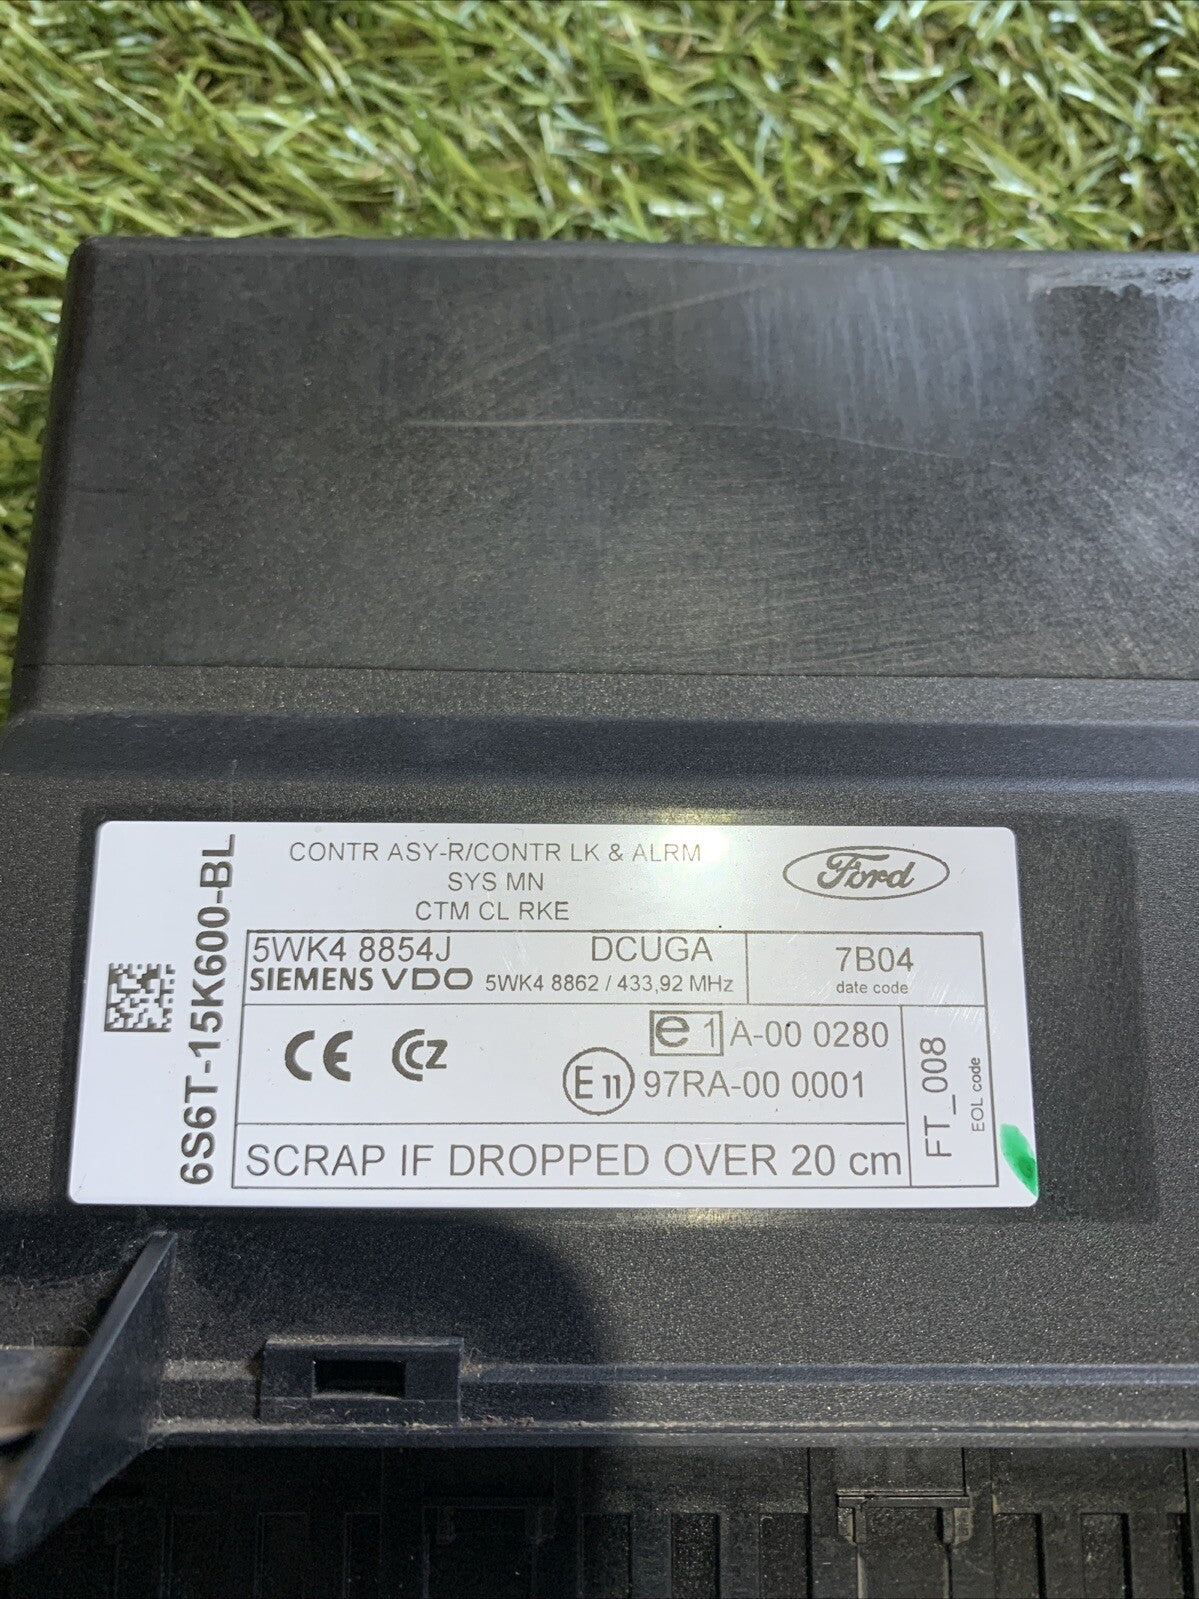 6S6T-15K600-BL
CONTR ASY-R/CONTR LK & ALRM
SYS MN
CTM CL RKE
Ford
5WK4 8854J DCUGA
SIEMENS VDO 5WK4 8862 / 433,92 MHz
7B04
date code
CE CZ
e 1 A-00 0280
E 11 97RA-00 0001
FT_008
EOL code
SCRAP IF DROPPED OVER 20 cm